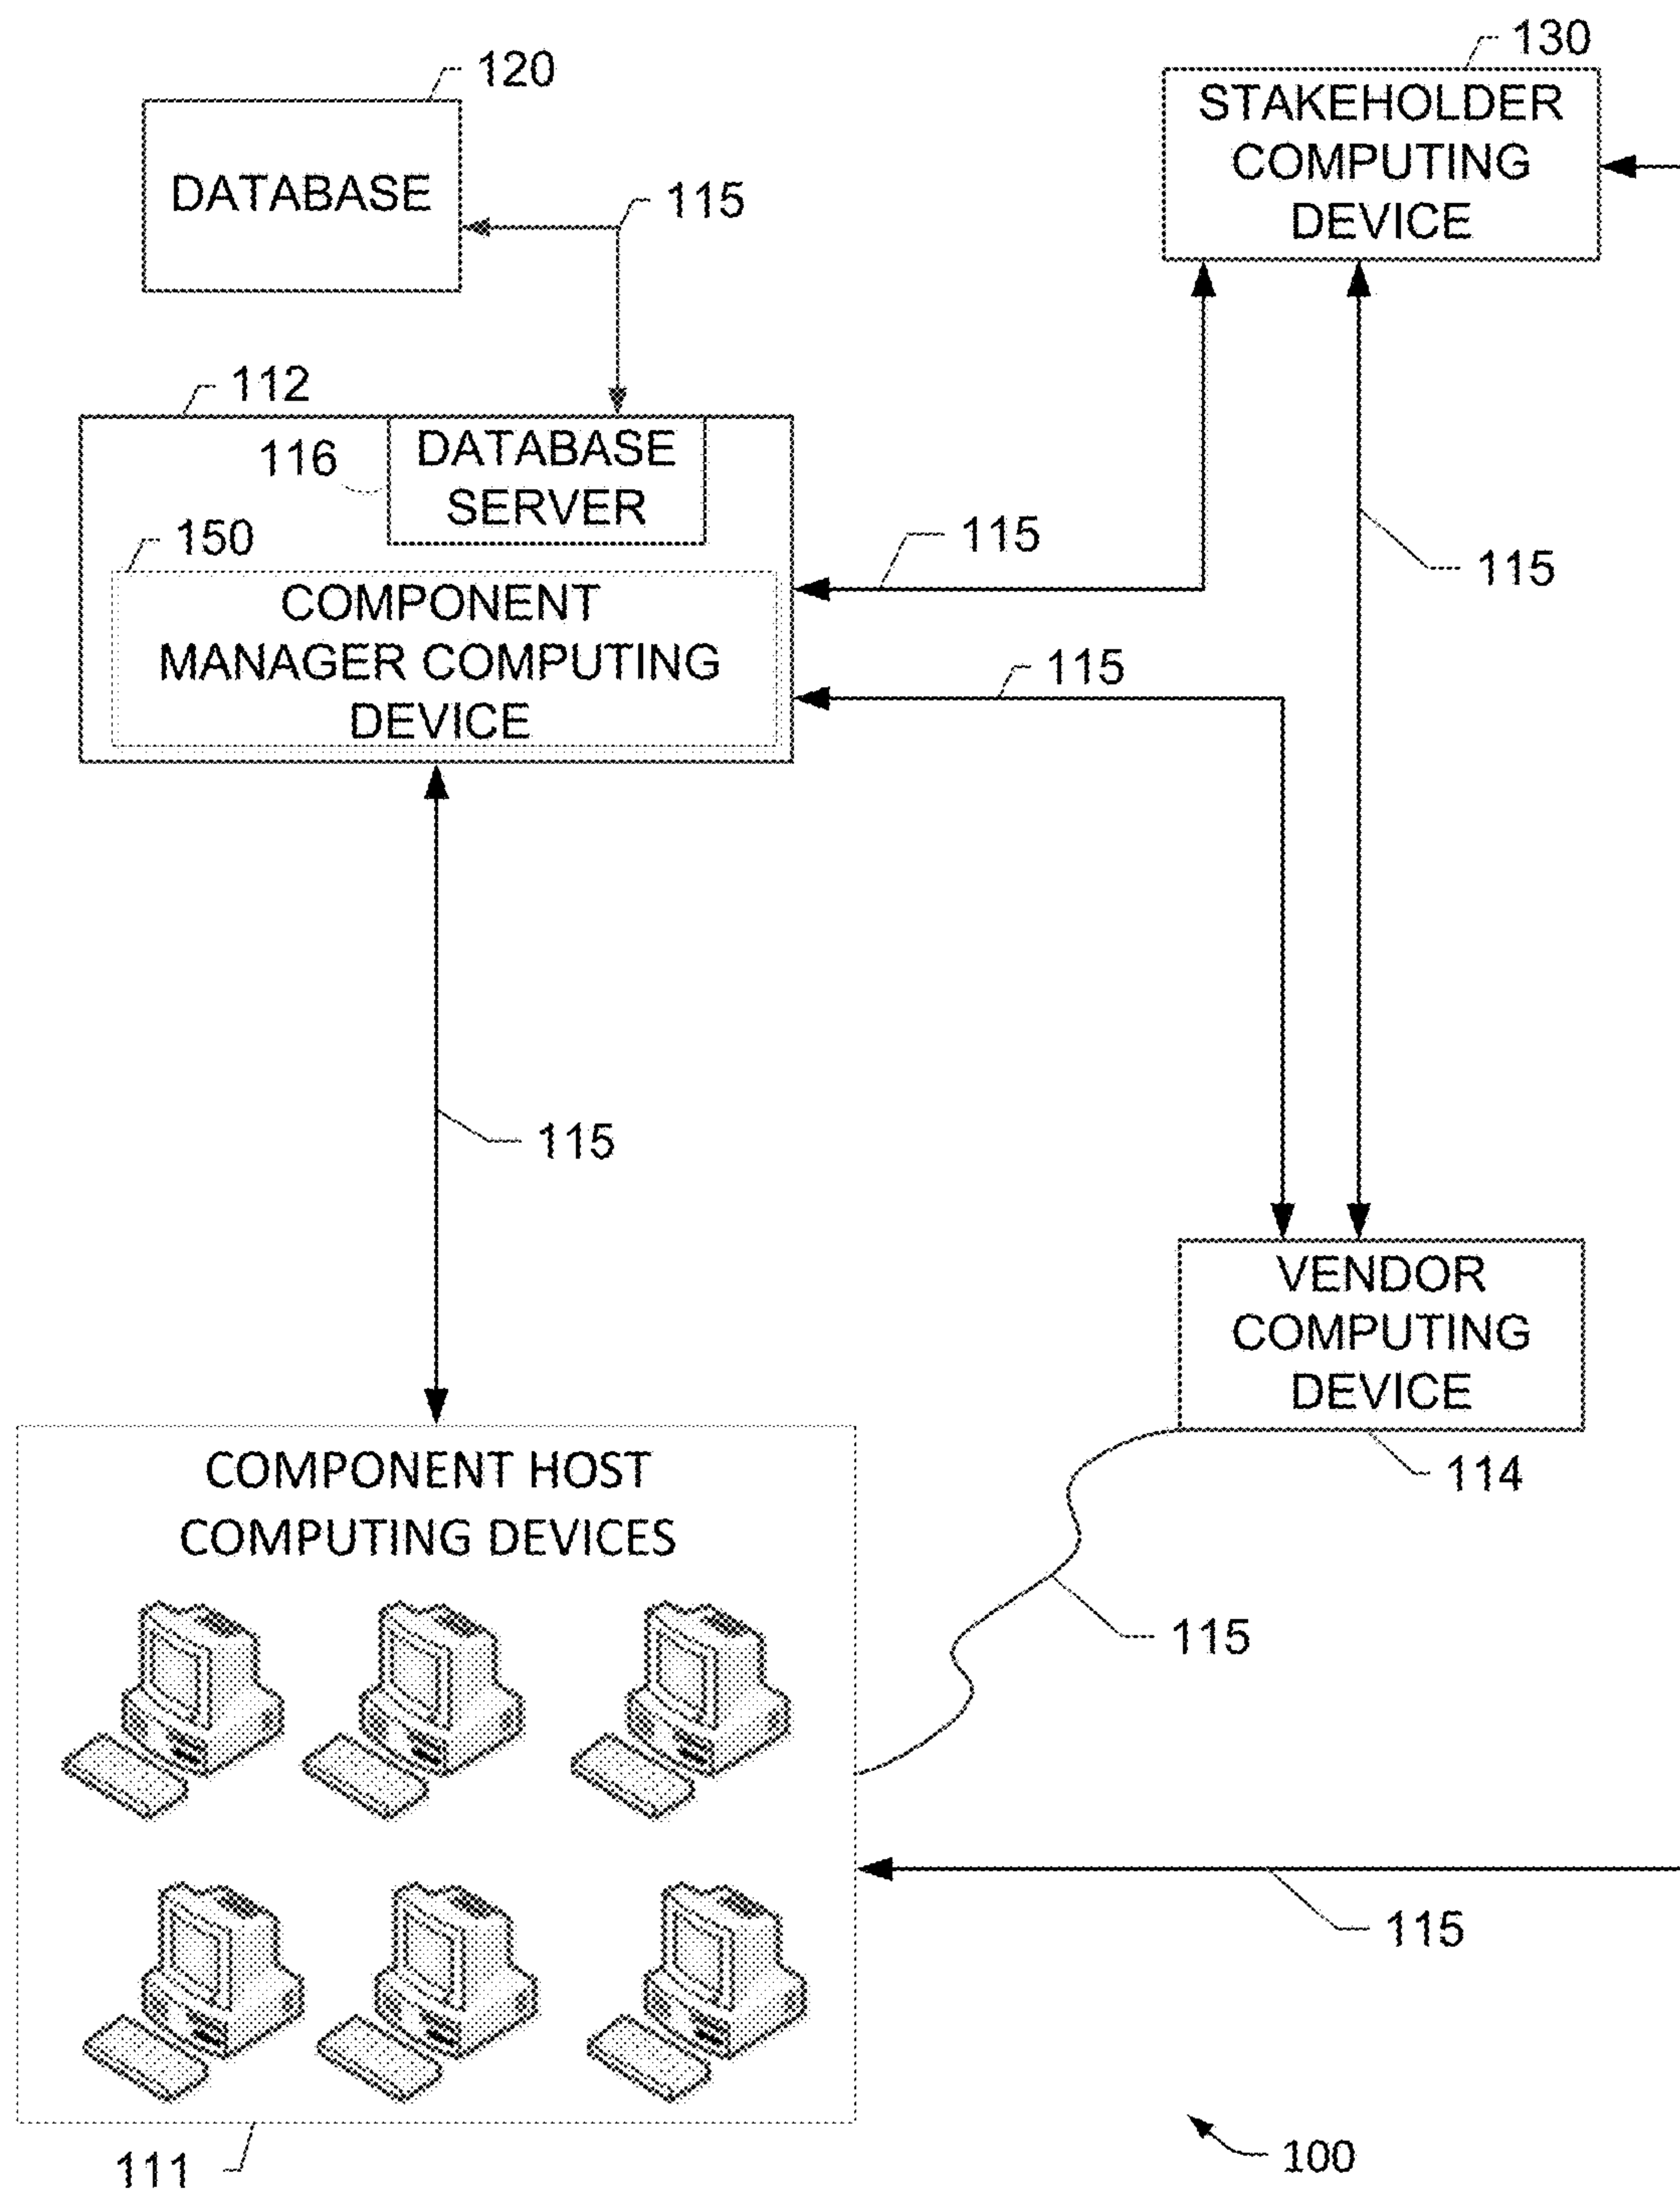 120
DATABASE
115
130
STAKEHOLDER
COMPUTING
DEVICE
112
116
DATABASE
SERVER
150
COMPONENT
MANAGER COMPUTING
DEVICE
115
115
115
115
VENDOR
COMPUTING
DEVICE
114
COMPONENT HOST
COMPUTING DEVICES
115
115
111
100